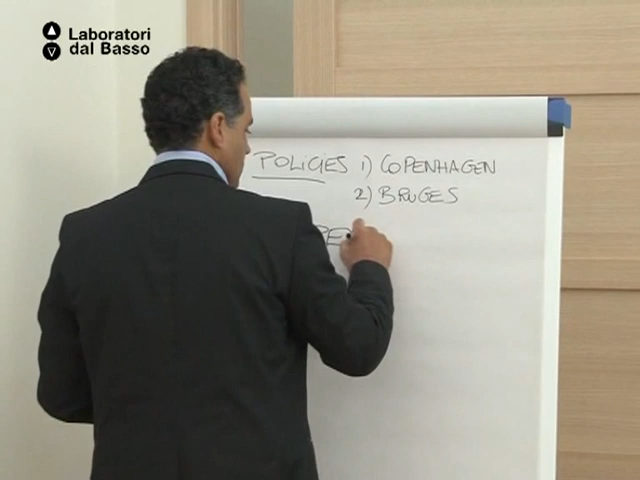 Laboratori
dal Basso
POLICIES 1) COPENHAGEN
2) BRUGES